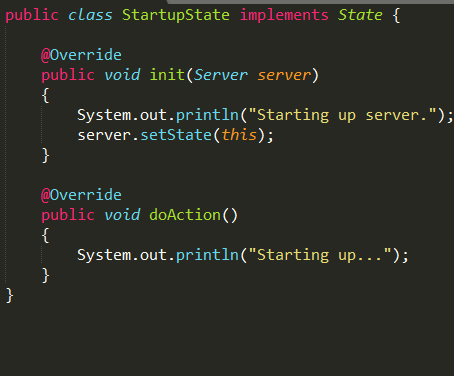 public class StartupState implements State {
@Override
public void init(Server server)
{
System.out.println("Starting up server.");
server.setState(this);
}
@Override
public void doAction()
{
System.out.println("Starting up...");
}
}